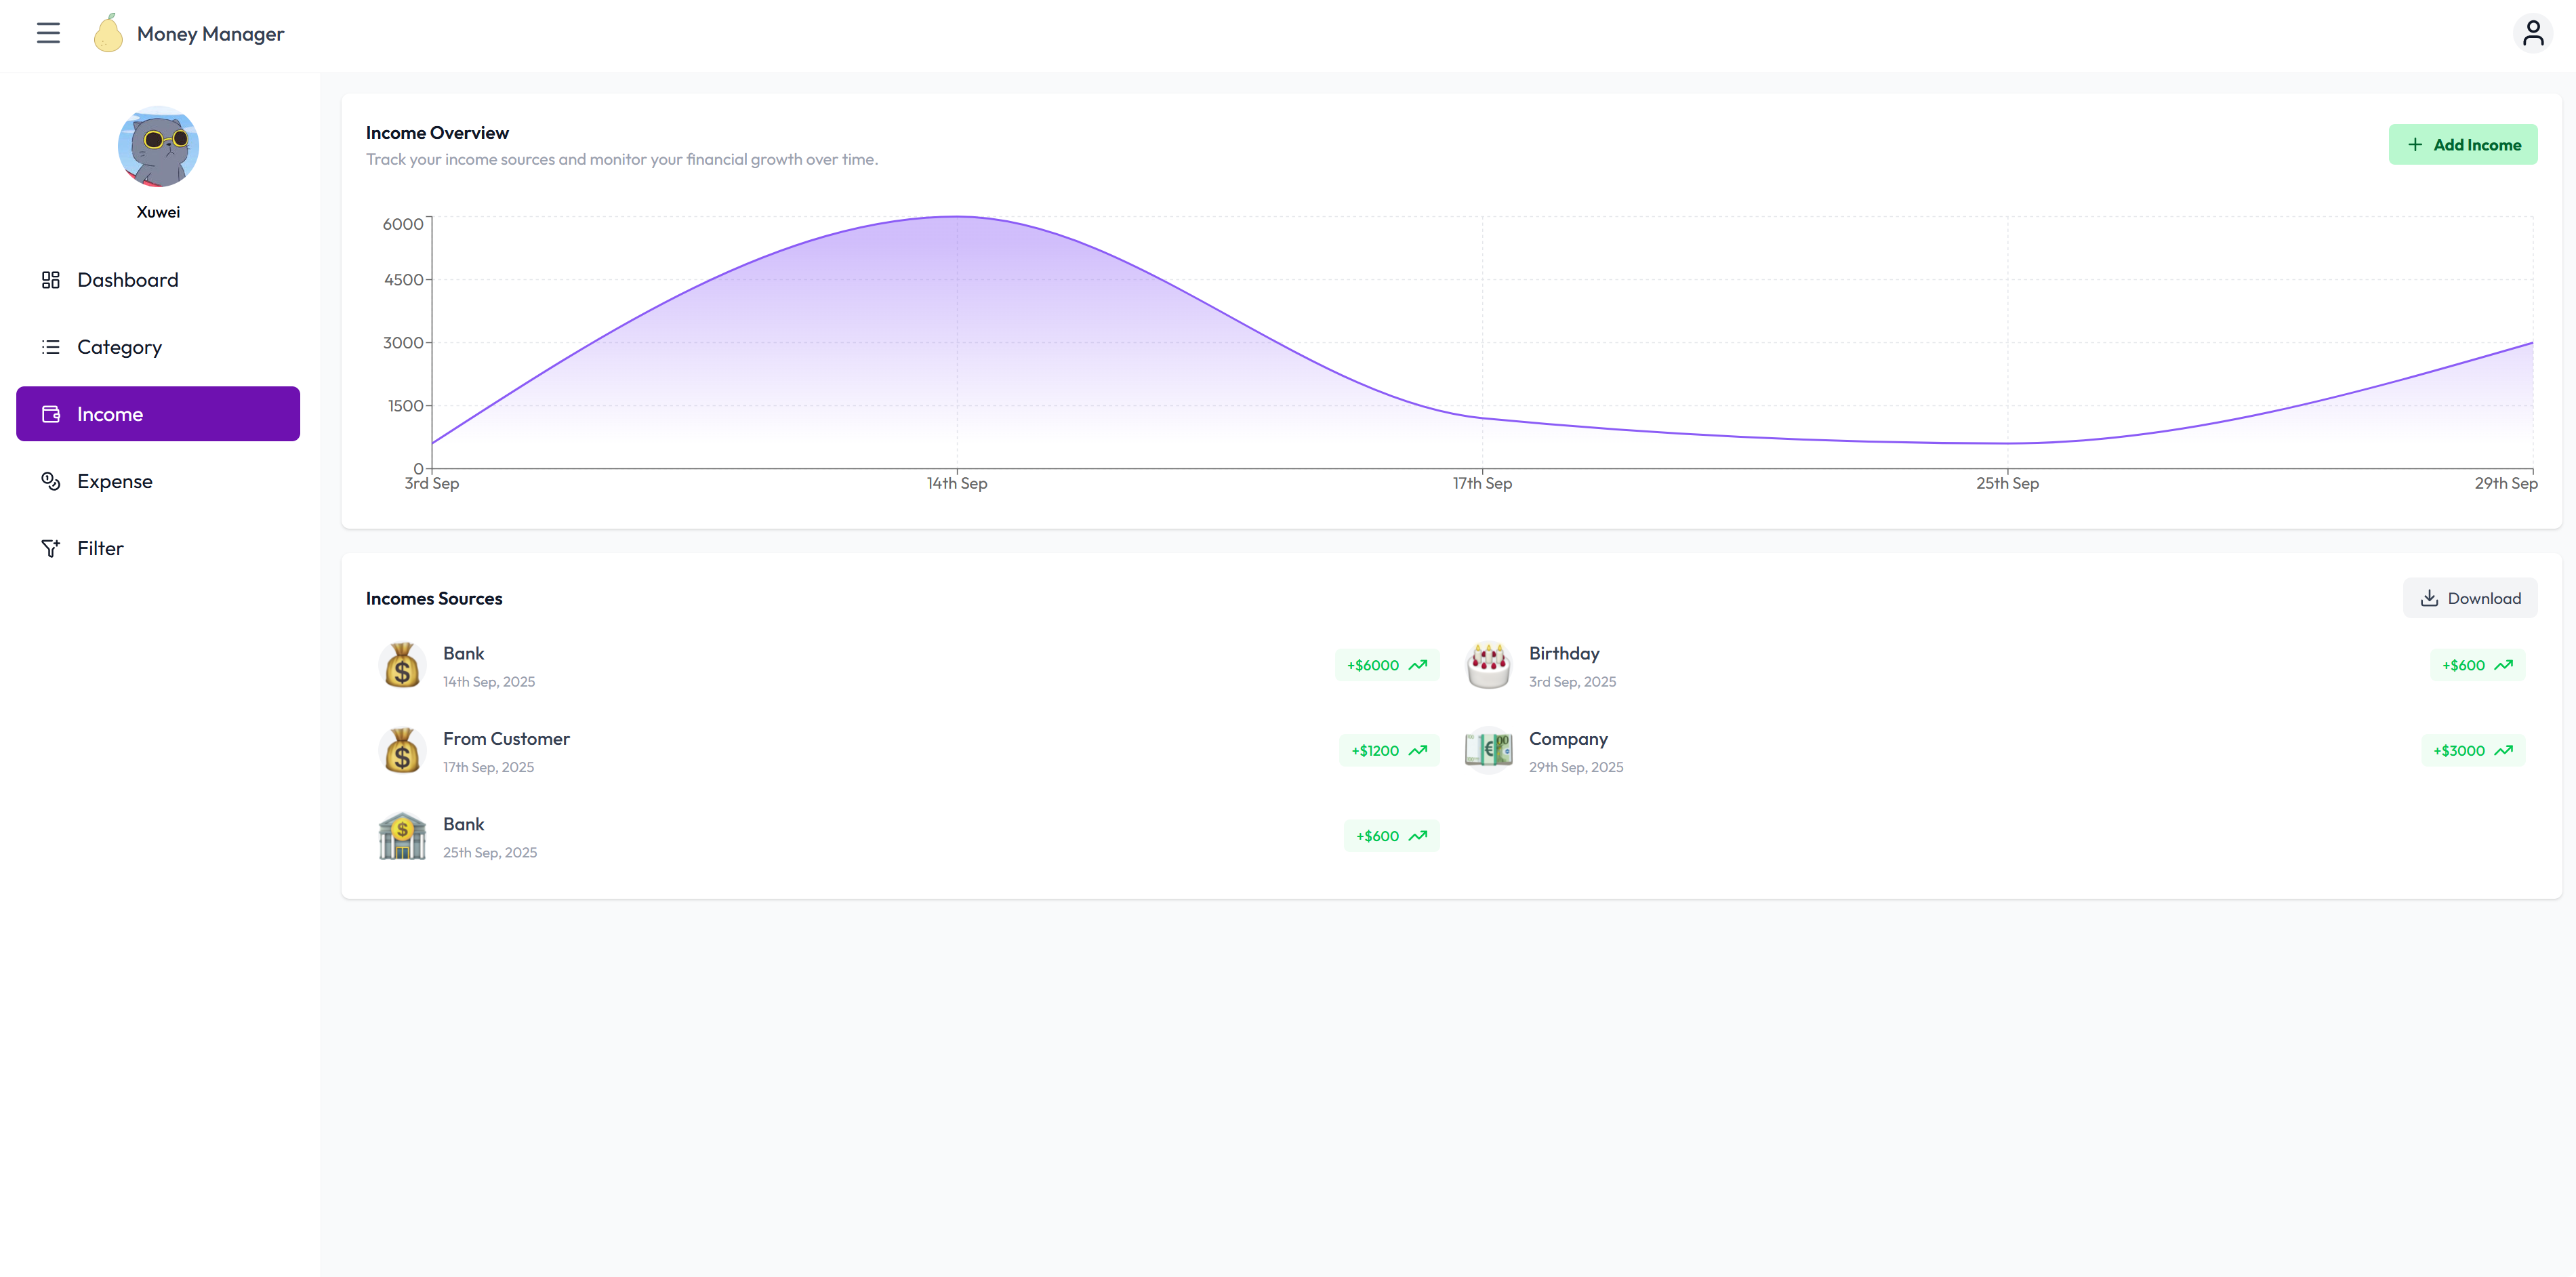 Money Manager
Xuwei
Dashboard
Category
Income
Expense
Filter
Income Overview
Track your income sources and monitor your financial growth over time.
Add Income
6000
4500
3000
1500
0
3rd Sep
14th Sep
17th Sep
25th Sep
29th Sep
Incomes Sources
Download
Bank
14th Sep, 2025
+$6000
Birthday
3rd Sep, 2025
+$600
From Customer
17th Sep, 2025
+$1200
Company
29th Sep, 2025
+$3000
Bank
25th Sep, 2025
+$600